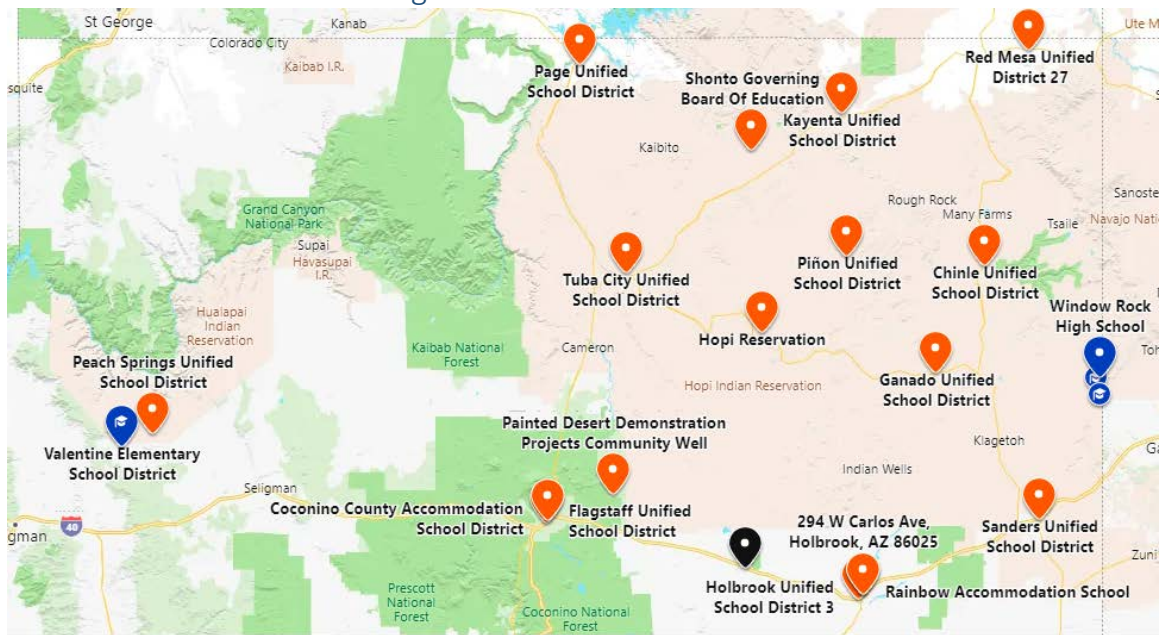 g
St George
Kanab
Colorado City
Kaibab I.R.
squite
Page Unified
School District
Shonto Governing
Board Of Education
Kayenta Unified
School District
Red Mesa Unified
District 27
Ute M
Kaibito
Rough Rock
Many Farms
Tsaile
Sanoste
Navajo Natio
Grand Canyon
National Park
Supai
Havasupai
I.R.
Tuba City Unified
School District
Piñon Unified
School District
Chinle Unified
School District
Window Rock
High School
Hualapai
Indian
Reservation
Hopi Reservation
Kaibab National
Forest
Cameron
Toh
Peach Springs Unified
School District
Hopi Indian Reservation
Ganado Unified
School District
Valentine Elementary
School District
Painted Desert Demonstration
Projects Community Well
Klagetoh
Ga
Indian Wells
Seligman
Coconino County Accommodation
School District
Flagstaff Unified
School District
294 W Carlos Ave,
Holbrook, AZ 86025
Sanders Unified
School District
40
gman
Zuni
Holbrook Unified
School District 3
Rainbow Accommodation School
Prescott
National
Forest
Coconino National
Forest